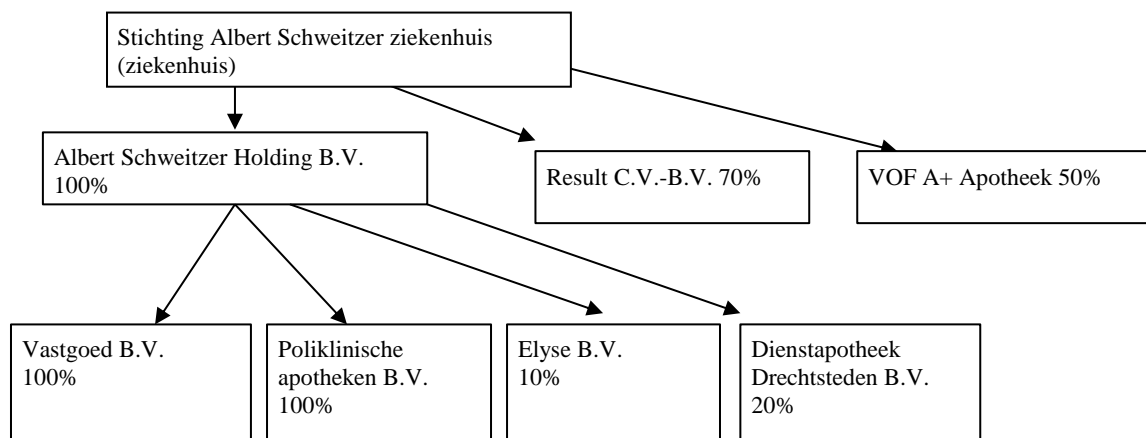 Stichting Albert Schweitzer ziekenhuis
(ziekenhuis)
Albert Schweitzer Holding B.V.
100%
Result C.V.-B.V. 70%
VOF A+ Apotheek 50%
Vastgoed B.V.
100%
Poliklinische
apotheken B.V.
100%
Elyse B.V.
10%
Dienstapotheek
Drechtsteden B.V.
20%